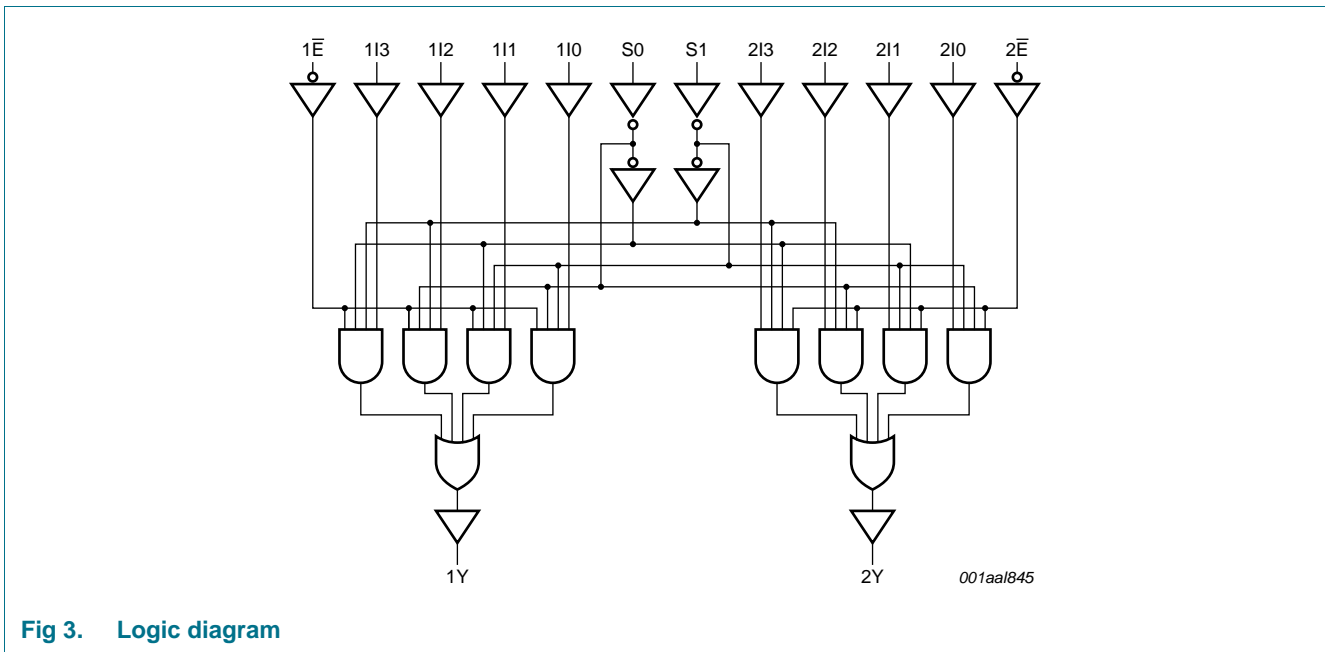 1E̅ 1I3 1I2 1I1 1I0 S0 S1 2I3 2I2 2I1 2I0 2E̅
1Y 2Y 001aal845
Fig 3. Logic diagram